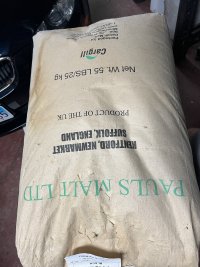 PAULS MALT LTD
KENTFORD, NEWMARKET
SUFFOLK, ENGLAND
PRODUCT OF THE UK
Net Wt. 55 LBS/25 kg
Cargill